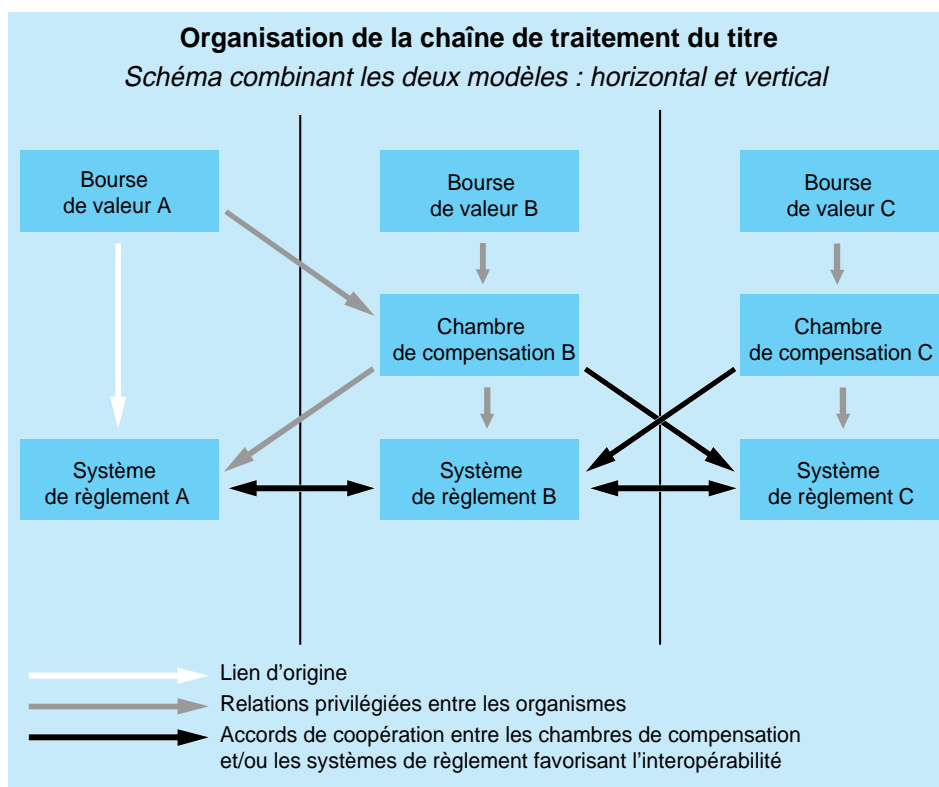 Organisation de la chaîne de traitement du titre
Schéma combinant les deux modèles : horizontal et vertical
Bourse
de valeur A
Bourse
de valeur B
Bourse
de valeur C
Chambre
de compensation B
Chambre
de compensation C
Système
de règlement A
Système
de règlement B
Système
de règlement C
Lien d'origine
Relations privilégiées entre les organismes
Accords de coopération entre les chambres de compensation
et/ou les systèmes de règlement favorisant l'interopérabilité